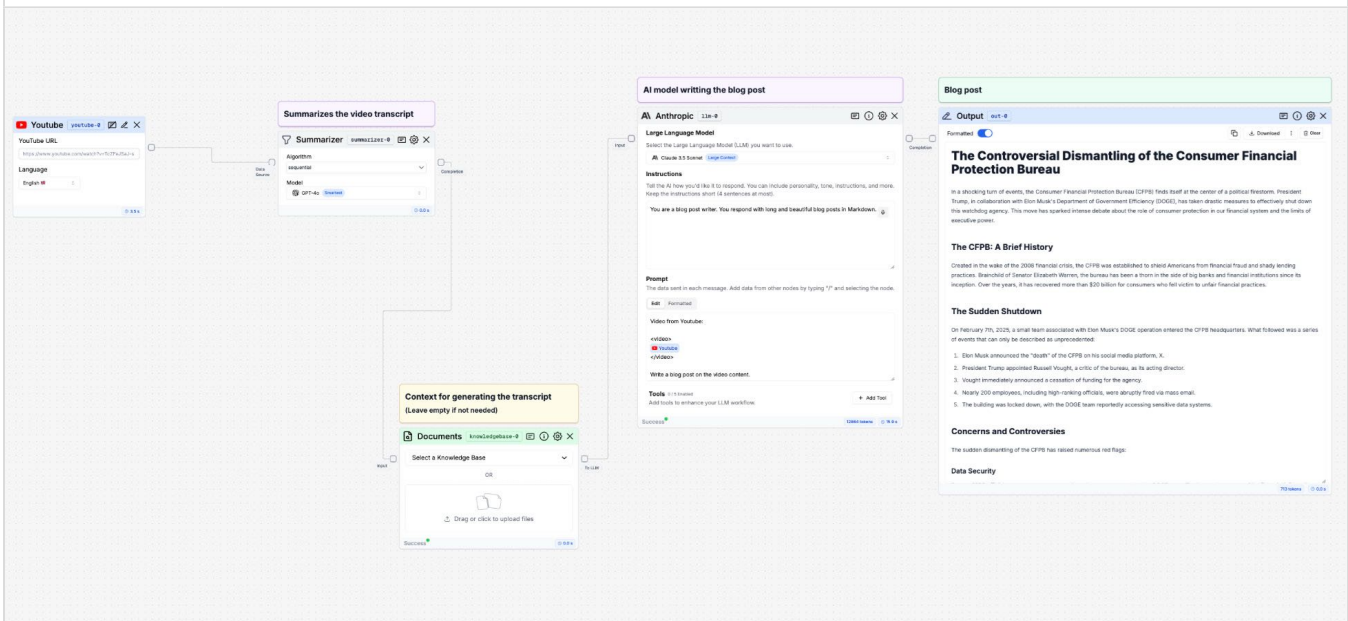 Youtube youtube-0
YouTube URL
Language
English
Summarizes the video transcript
Summarizer summarizer-0
Algorithm
sequential
Model
GPT-4o Smartest
0.0 s
Data
Source
Completion
Context for generating the transcript
(Leave empty if not needed)
Documents knowledgebase-0
Select a Knowledge Base
OR
Drag or click to upload files
Success
0.0 s
Input
To LLM
AI model writting the blog post
Anthropic llm-0
Large Language Model
Select the Large Language Model (LLM) you want to use.
Claude 3.5 Sonnet Large Context
Instructions
Tell the AI how you'd like it to respond. You can include personality, tone, instructions, and more.
Keep the instructions short (4 sentences at most).
You are a blog post writer. You respond with long and beautiful blog posts in Markdown.
Prompt
The data sent in each message. Add data from other nodes by typing "/" and selecting the node.
Edit Formatted
Video from Youtube:
<video>
Youtube
</video>
Write a blog post on the video content.
Tools
Add tools to enhance your LLM workflow
+ Add Tool
Success
Input
Completion
Blog post
Output out-0
Formatted
Download
Clear
The Controversial Dismantling of the Consumer Financial
Protection Bureau
In a shocking turn of events, the Consumer Financial Protection Bureau (CFPB) finds itself at the center of a political firestorm. President
Trump, in collaboration with Elon Musk's Department of Government Efficiency (DOGE), has taken drastic measures to effectively shut down
this watchdog agency. This move has sparked intense debate about the role of consumer protection in our financial system and the limits of
executive power.
The CFPB: A Brief History
Created in the wake of the 2008 financial crisis, the CFPB was established to shield Americans from financial fraud and shady lending
practices. Brainchild of Senator Elizabeth Warren, the bureau has been a thorn in the side of big banks and financial institutions since its
inception. Over the years, it has recovered more than $20 billion for consumers who fell victim to unfair financial practices.
The Sudden Shutdown
On February 7th, 2025, a small team associated with Elon Musk's DOGE operation entered the CFPB headquarters. What followed was a series
of events that can only be described as unprecedented:
1. Elon Musk announced the "death" of the CFPB on his social media platform, X.
2. President Trump appointed Russell Vought, a critic of the bureau, as its acting director.
3. Vought immediately announced a cessation of funding for the agency.
4. Nearly 200 employees, including high-ranking officials, were abruptly fired via mass email.
5. The building was locked down, with the DOGE team reportedly accessing sensitive data systems.
Concerns and Controversies
The sudden dismantling of the CFPB has raised numerous red flags:
Data Security
713 tokens 0.0 s